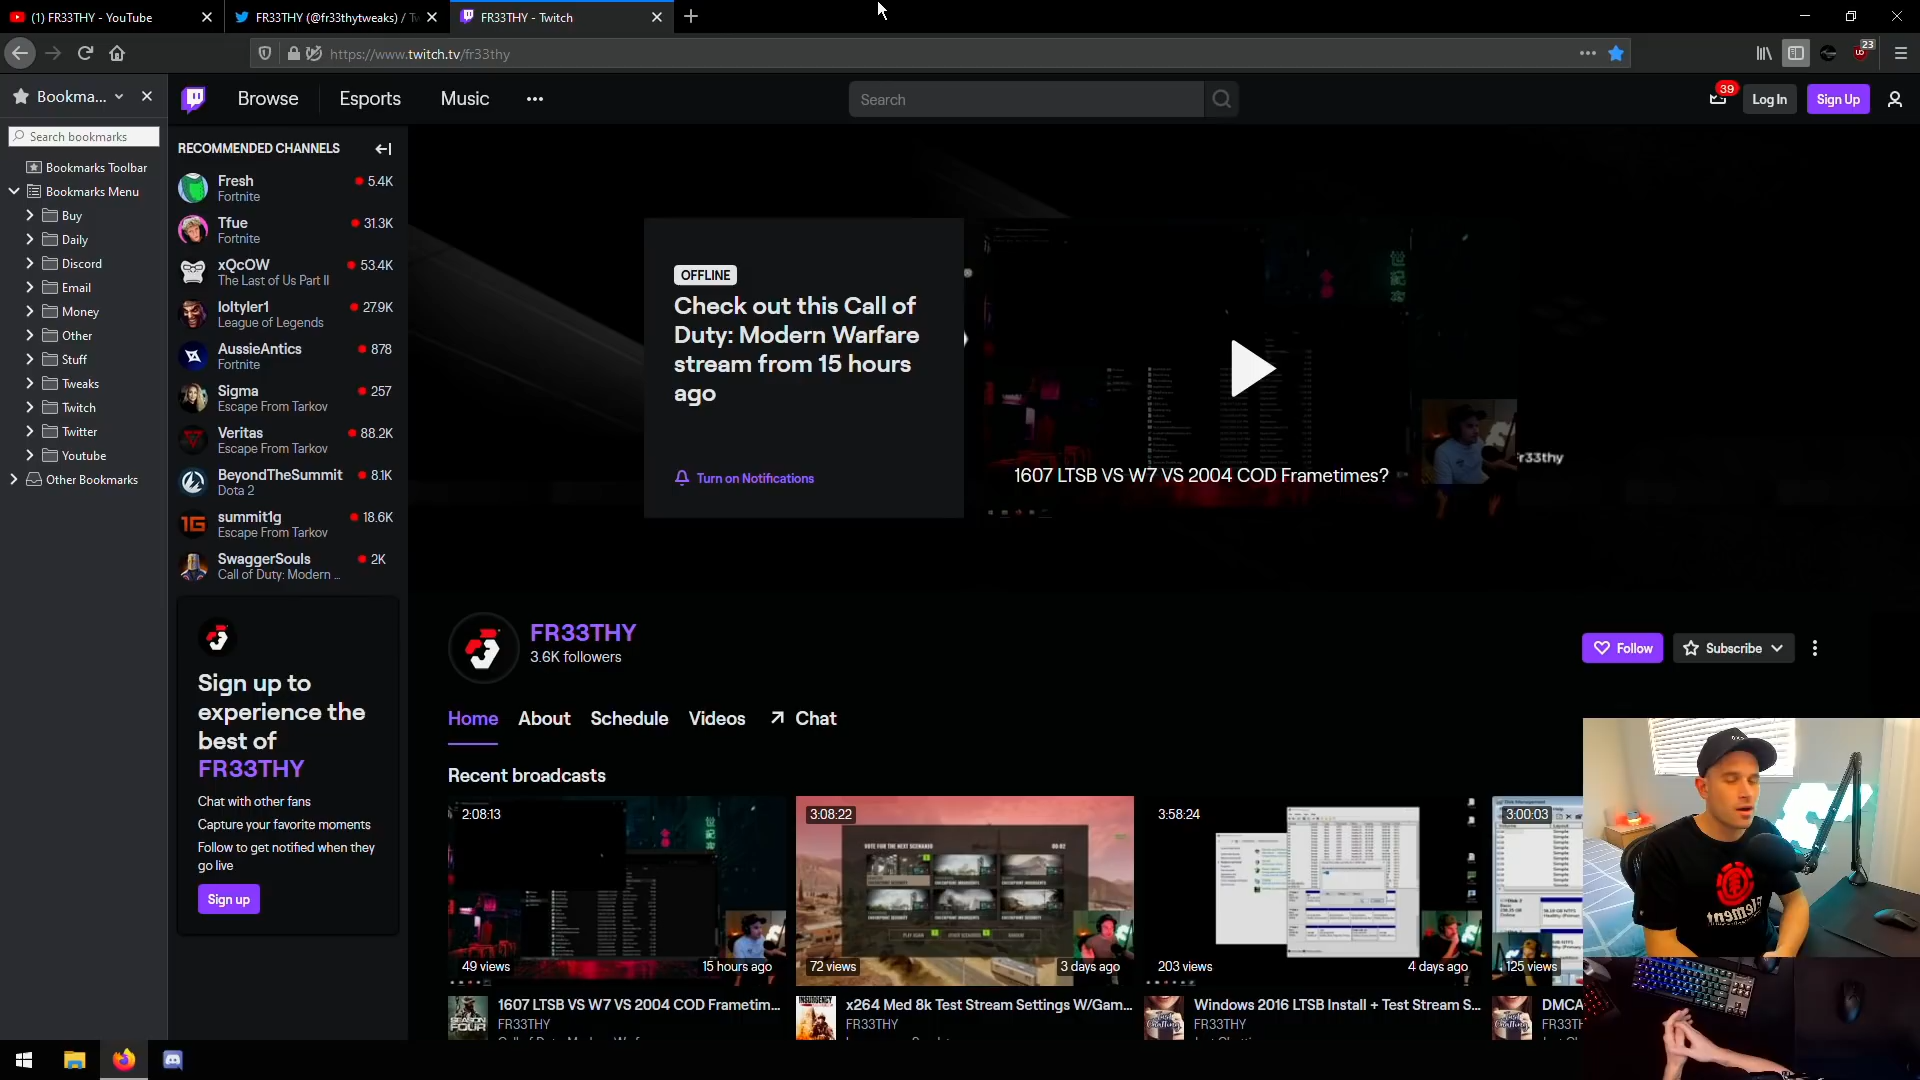 (1) FR33THY - YouTube
FR33THY (@fr33thytweaks) / Tw
FR33THY - Twitch
https://www.twitch.tv/fr33thy
23
Bookma...
Search bookmarks
Bookmarks Toolbar
Bookmarks Menu
Buy
Daily
Discord
Email
Money
Other
Stuff
Tweaks
Twitch
Twitter
Youtube
Other Bookmarks
Browse
Esports
Music
Search
39
Log In
Sign Up
RECOMMENDED CHANNELS
Fresh
5.4K
Fortnite
Tfue
31.3K
Fortnite
xQcOW
53.4K
The Last of Us Part II
loltyler1
27.9K
League of Legends
AussieAntics
878
Fortnite
Sigma
257
Escape From Tarkov
Veritas
88.2K
Escape From Tarkov
BeyondTheSummit
8.1K
Dota 2
summit1g
18.6K
Escape From Tarkov
SwaggerSouls
2K
Call of Duty: Modern ...
Sign up to
experience the
best of
FR33THY
Chat with other fans
Capture your favorite moments
Follow to get notified when they
go live
Sign up
OFFLINE
Check out this Call of
Duty: Modern Warfare
stream from 15 hours
ago
Turn on Notifications
1607 LTSB VS W7 VS 2004 COD Frametimes?
fr33thy
FR33THY
3.6K followers
Follow
Subscribe
Home
About
Schedule
Videos
Chat
Recent broadcasts
2:08:13
49 views
15 hours ago
1607 LTSB VS W7 VS 2004 COD Frametim...
FR33THY
3:08:22
VOTE FOR THE NEXT SCENARIO
72 views
3 days ago
x264 Med 8k Test Stream Settings W/Gam...
FR33THY
3:58:24
203 views
4 days ago
Windows 2016 LTSB Install + Test Stream S...
FR33THY
3:00:03
125 views
DMCA
FR33TH
element